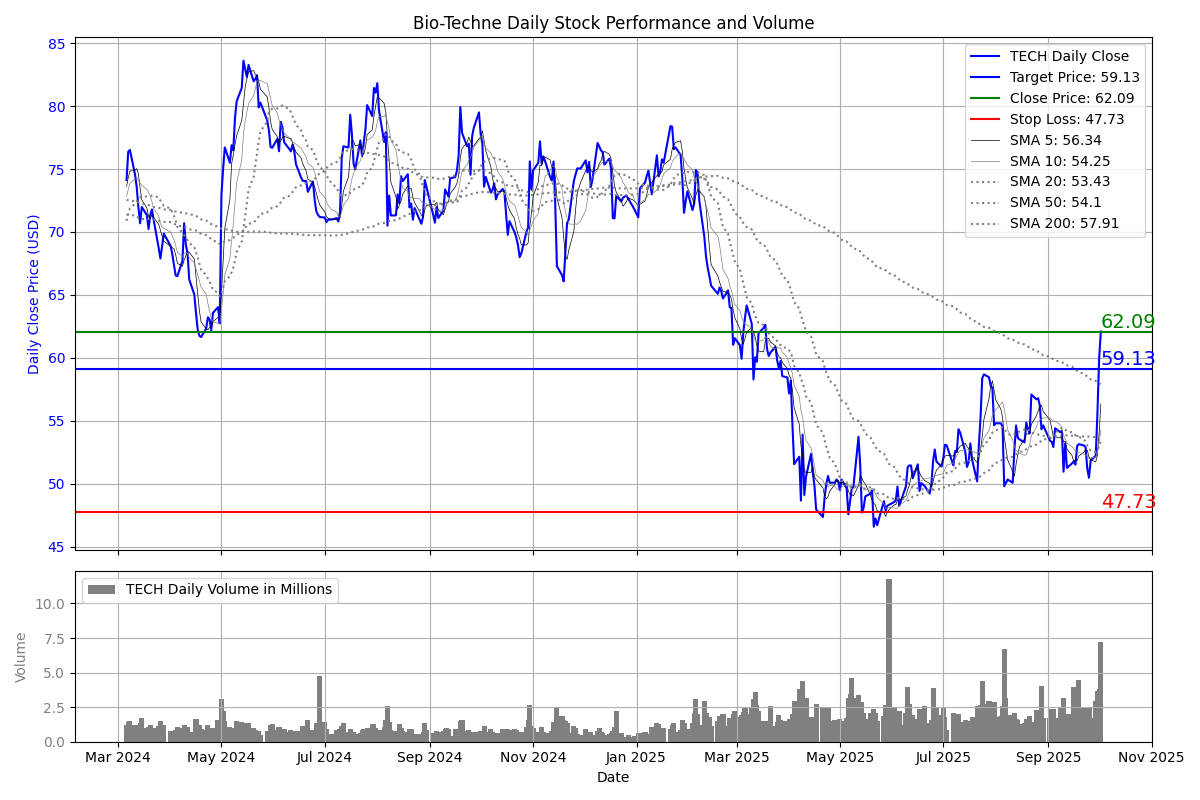 Bio-Techne Daily Stock Performance and Volume
85
80
75
70
65
60
55
50
45
Daily Close Price (USD)
TECH Daily Close
Target Price: 59.13
Close Price: 62.09
Stop Loss: 47.73
SMA 5: 56.34
SMA 10: 54.25
SMA 20: 53.43
SMA 50: 54.1
SMA 200: 57.91
62.09
59.13
47.73
TECH Daily Volume in Millions
10.0
7.5
5.0
2.5
0.0
Volume
Mar 2024 May 2024 Jul 2024 Sep 2024 Nov 2024 Jan 2025 Mar 2025 May 2025 Jul 2025 Sep 2025 Nov 2025
Date